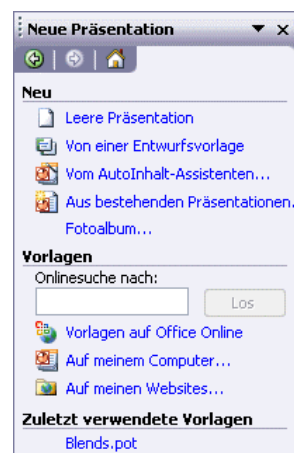 Neue Präsentation
Neu
Leere Präsentation
Von einer Entwurfsvorlage
Vom AutoInhalt-Assistenten...
Aus bestehenden Präsentationen.
Fotoalbum...
Vorlagen
Onlinesuche nach:
Los
Vorlagen auf Office Online
Auf meinem Computer...
Auf meinen Websites...
Zuletzt verwendete Vorlagen
Blends.pot